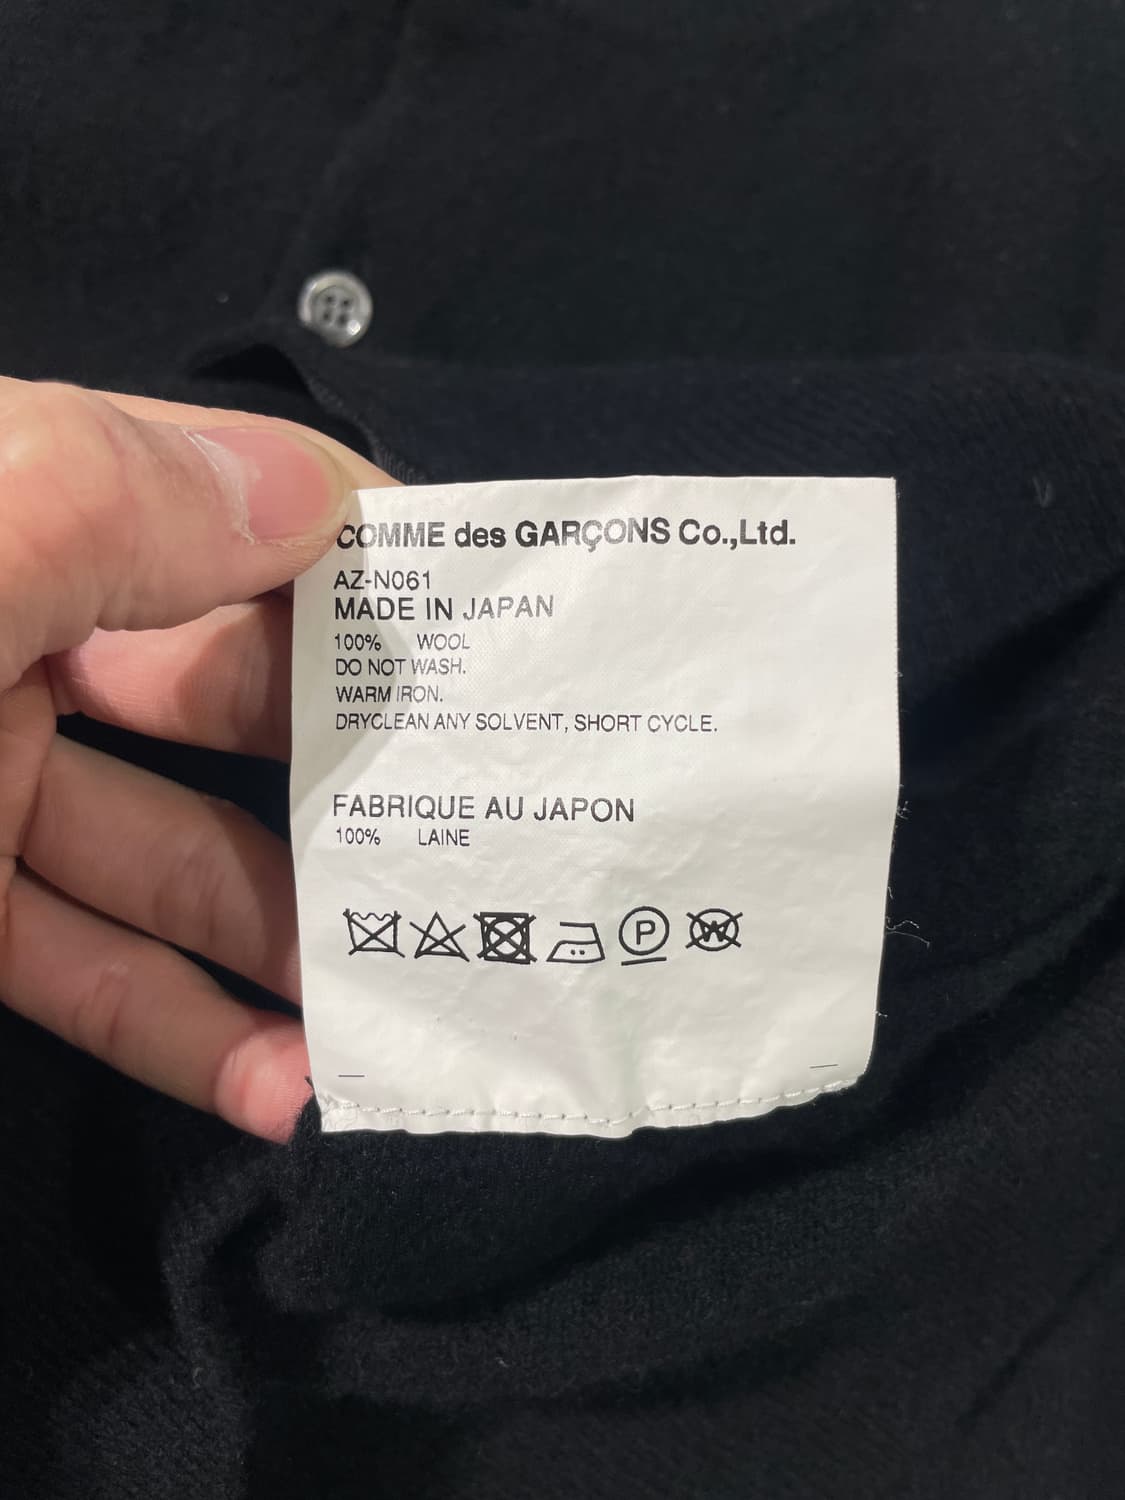 COMME des GARÇONS Co.,Ltd.
AZ-N061
MADE IN JAPAN
100% WOOL
DO NOT WASH.
WARM IRON.
DRYCLEAN ANY SOLVENT, SHORT CYCLE.
FABRIQUE AU JAPON
100% LAINE
P W